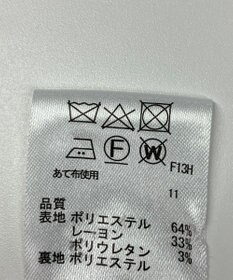 F
W
F13H
あて布使用
11
品質
表地 ポリエステル 64%
レーヨン 33%
ポリウレタン 3%
裏地 ポリエステル